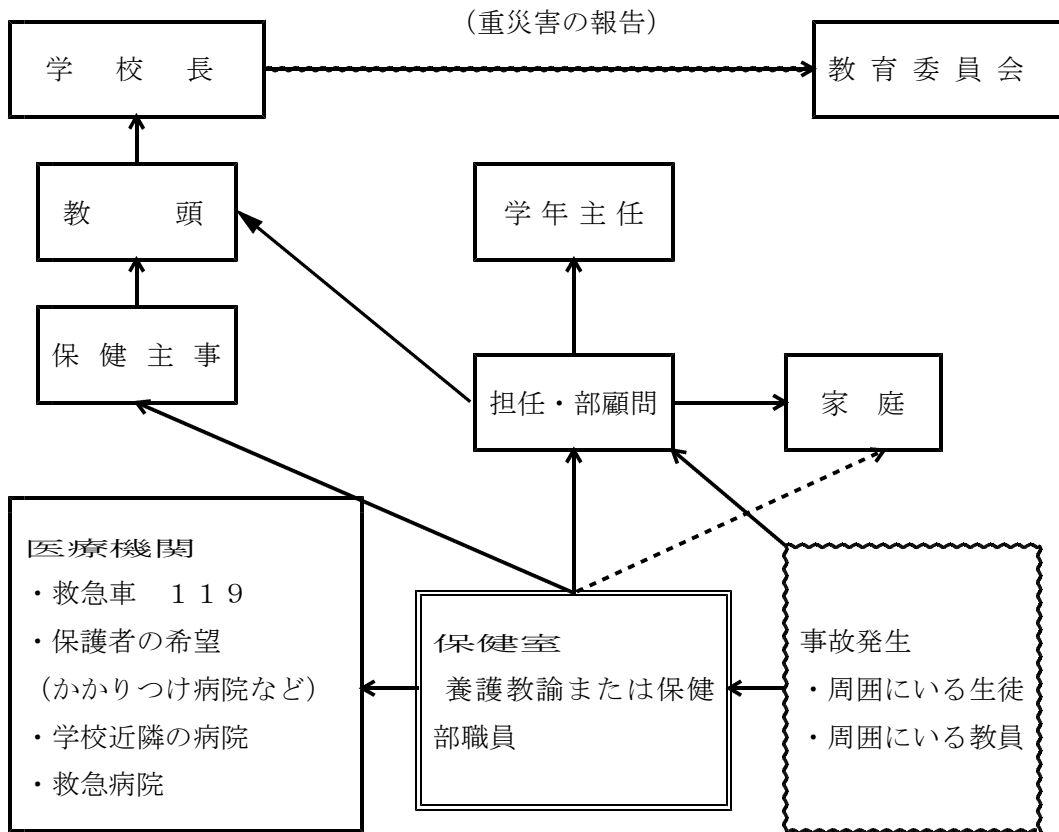 (重災害の報告)
学　校　長
教育委員会
教　　頭
学年主任
保健主事
担任・部顧問
家　庭
医療機関
・救急車　１１９
・保護者の希望
(かかりつけ病院など)
・学校近隣の病院
・救急病院
保健室
養護教諭または保健
部職員
事故発生
・周囲にいる生徒
・周囲にいる教員